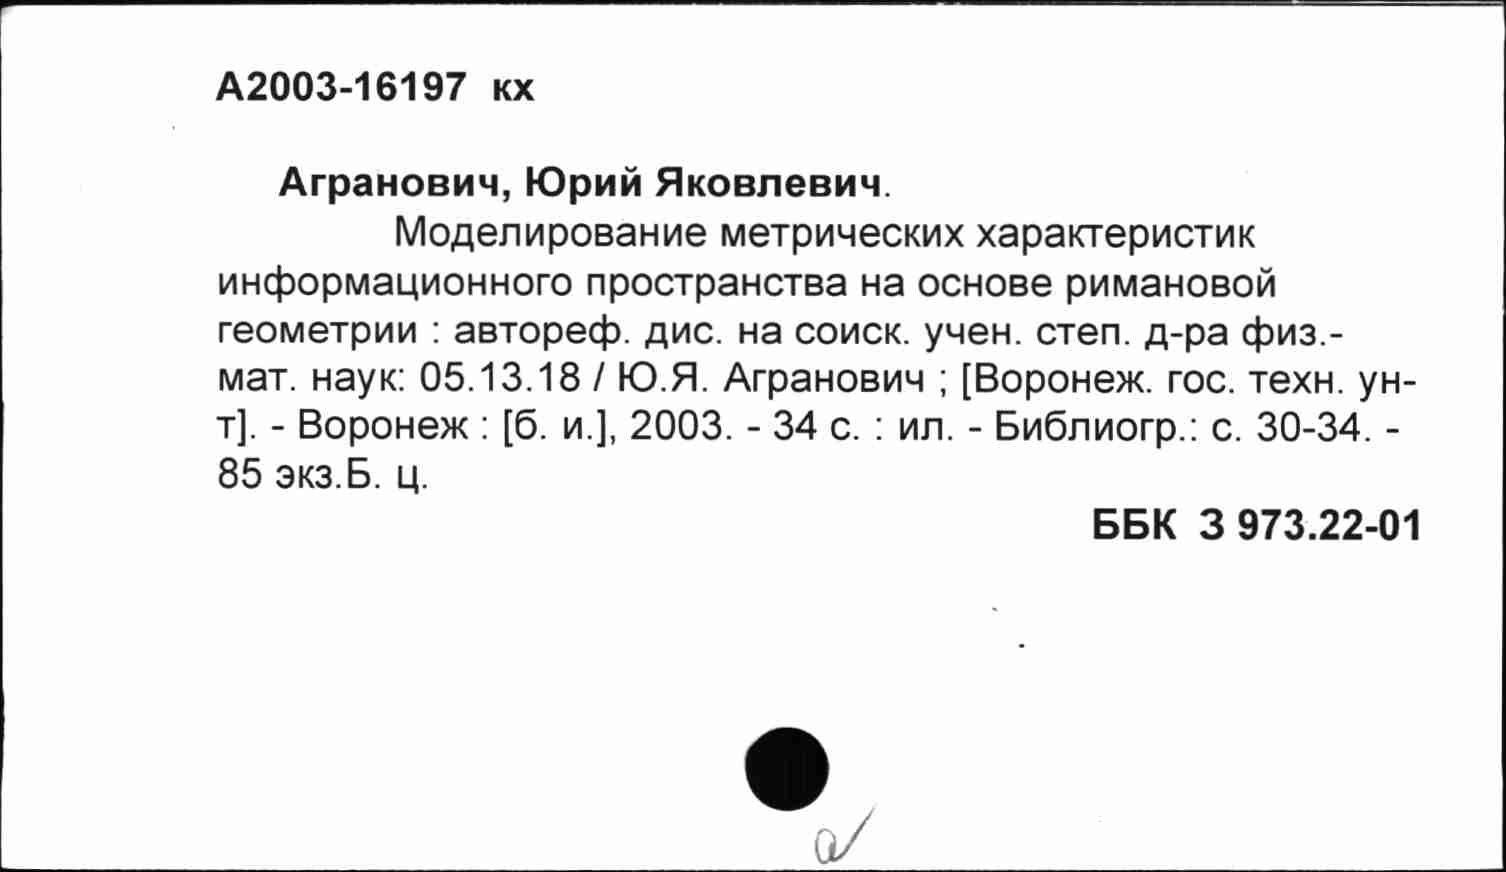 А2003-16197 кх
Агранович, Юрий Яковлевич.
Моделирование метрических характеристик
информационного пространства на основе римановой
геометрии : автореф. дис. на соиск. учен. степ. д-ра физ.-
мат. наук: 05.13.18 / Ю.Я. Агранович ; [Воронеж. гос. техн. ун-
т]. - Воронеж : [б. и.], 2003. - 34 с. : ил. - Библиогр.: с. 30-34. -
85 экз.Б. ц.
ББК З 973.22-01